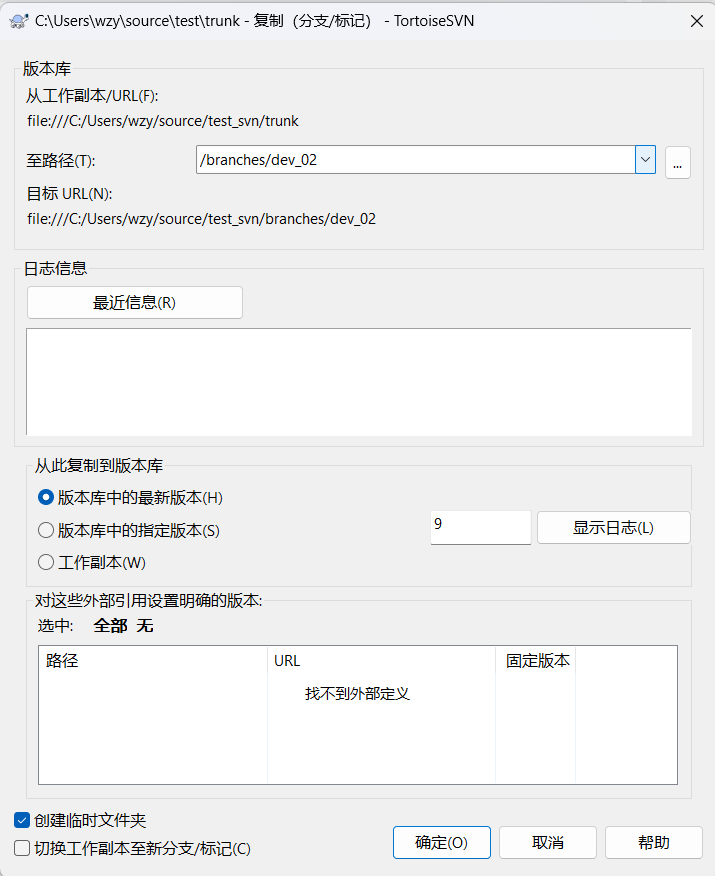 C:\Users\wzy\source\test\trunk - 复制（分支/标记） - TortoiseSVN
版本库
从工作副本/URL(F):
file:///C:/Users/wzy/source/test_svn/trunk
至路径(T):
/branches/dev_02
...
目标 URL(N):
file:///C:/Users/wzy/source/test_svn/branches/dev_02
日志信息
最近信息(R)
从此复制到版本库
版本库中的最新版本(H)
版本库中的指定版本(S)
9
显示日志(L)
工作副本(W)
对这些外部引用设置明确的版本:
选中: 全部 无
路径 URL 固定版本
找不到外部定义
创建临时文件夹
切换工作副本至新分支/标记(C)
确定(O) 取消 帮助